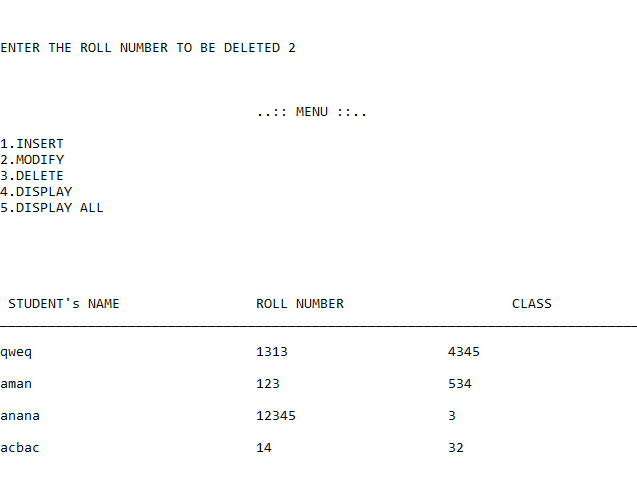 ENTER THE ROLL NUMBER TO BE DELETED 2
..:: MENU ::..
1.INSERT
2.MODIFY
3.DELETE
4.DISPLAY
5.DISPLAY ALL
STUDENT's NAME ROLL NUMBER CLASS
qweq 1313 4345
aman 123 534
anana 12345 3
acbac 14 32